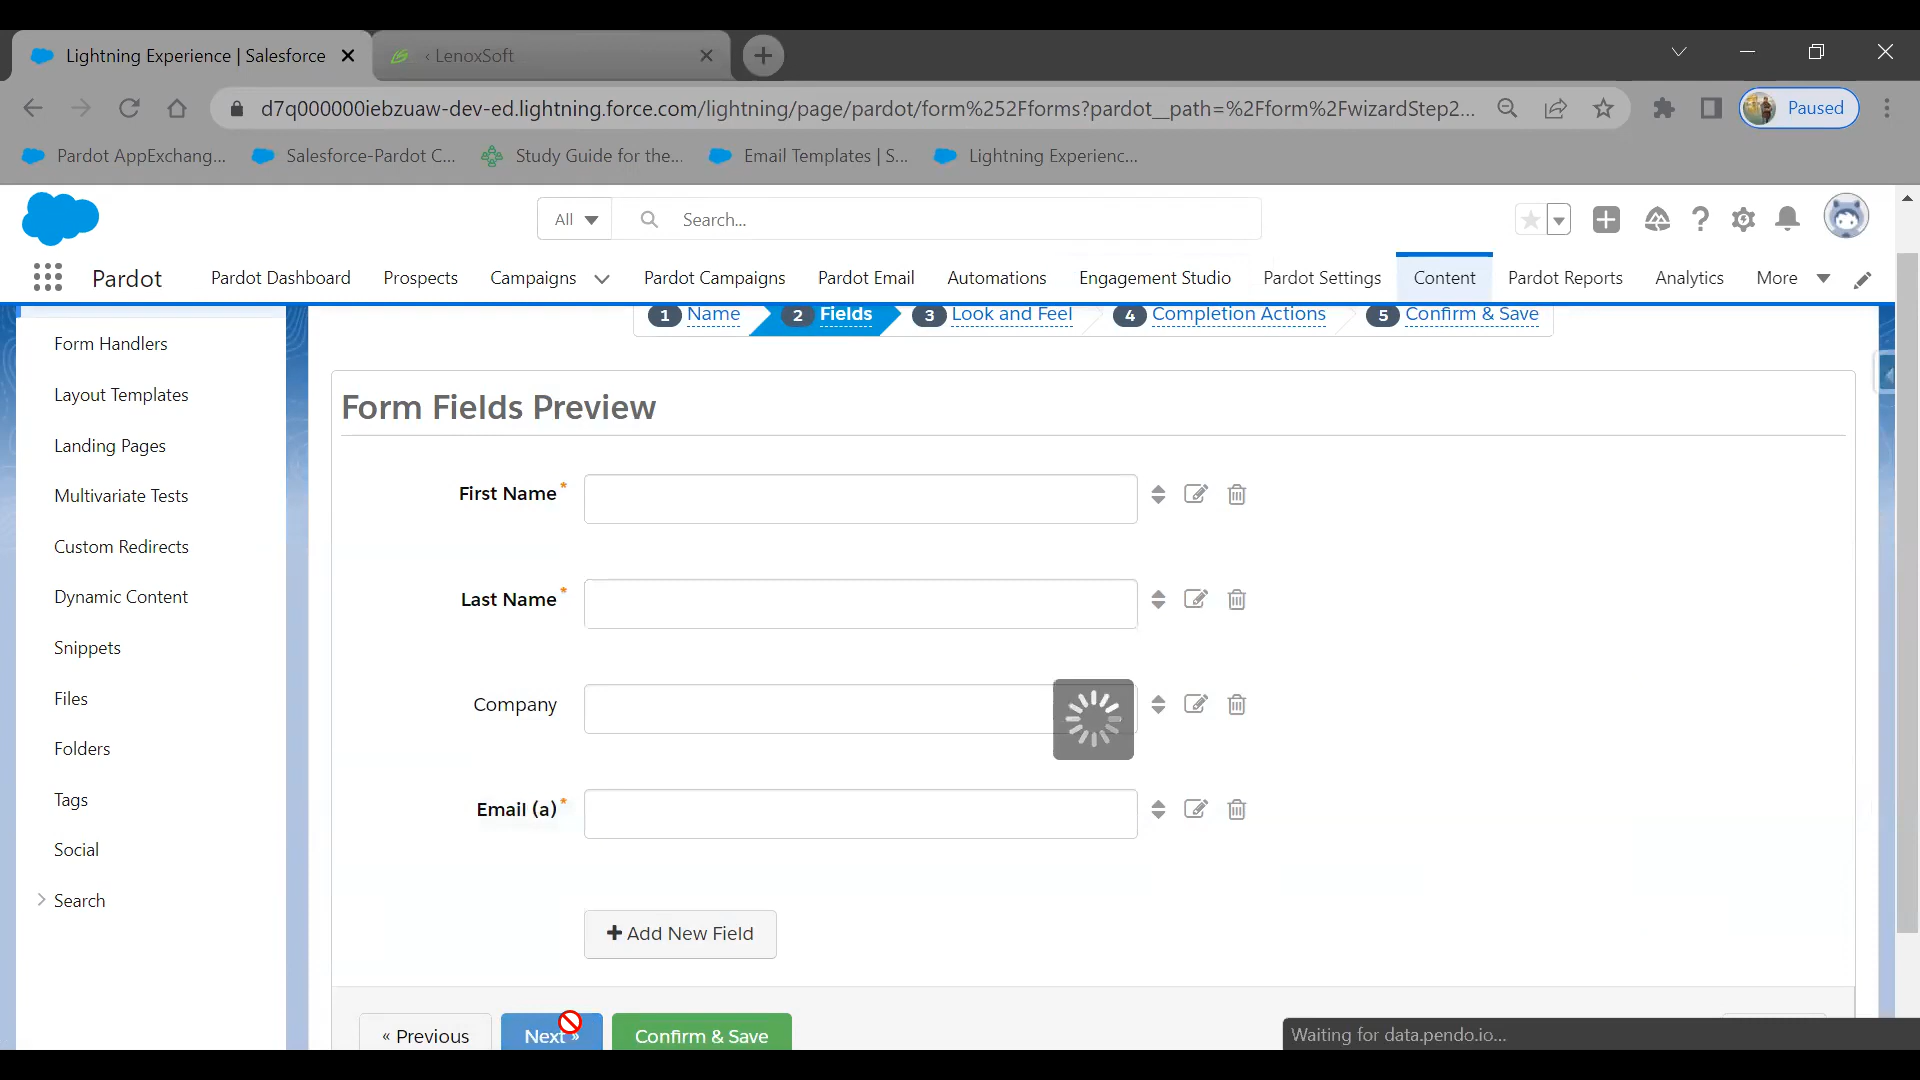 Lightning Experience | Salesforce
‹ LenoxSoft
d7q000000iebzuaw-dev-ed.lightning.force.com/lightning/page/pardot/form%252Fforms?pardot__path=%2Fform%2FwizardStep2...
Paused
Pardot AppExchang...
Salesforce-Pardot C...
Study Guide for the...
Email Templates | S...
Lightning Experienc...
All
Search...
Pardot
Pardot Dashboard
Prospects
Campaigns
Pardot Campaigns
Pardot Email
Automations
Engagement Studio
Pardot Settings
Content
Pardot Reports
Analytics
More
1 Name
2 Fields
3 Look and Feel
4 Completion Actions
5 Confirm & Save
Form Handlers
Layout Templates
Landing Pages
Multivariate Tests
Custom Redirects
Dynamic Content
Snippets
Files
Folders
Tags
Social
Search
Form Fields Preview
First Name *
Last Name *
Company
Email (a) *
+ Add New Field
« Previous
Next »
Confirm & Save
Waiting for data.pendo.io...